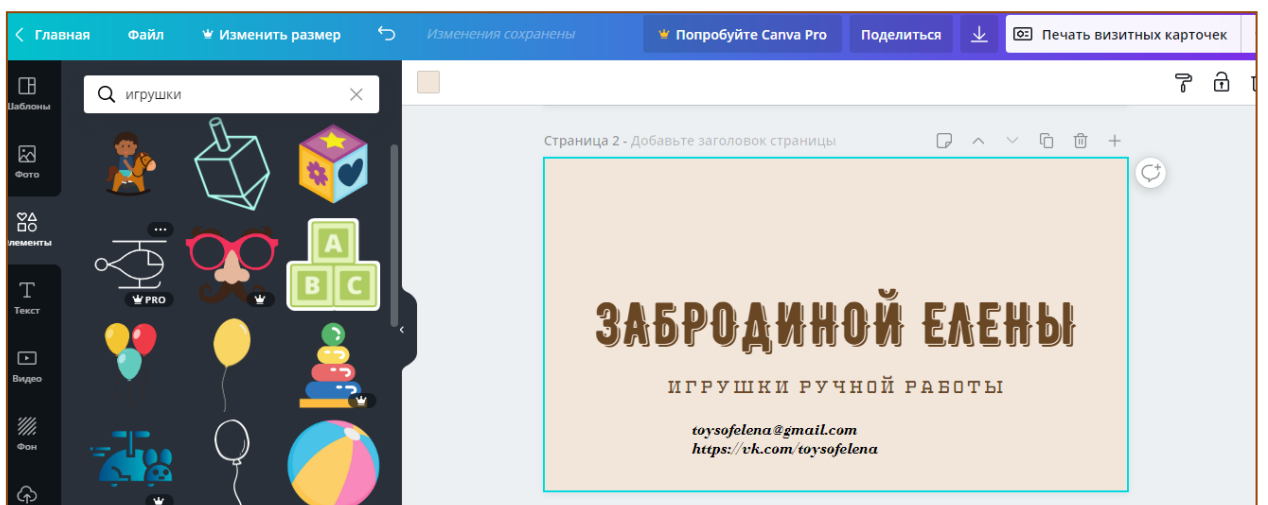 Главная Файл Изменить размер Изменения сохранены Попробуйте Canva Pro Поделиться Печать визитных карточек
игрушки
Шаблоны
Фото
лементы
Текст
Видео
Фон
PRO
A
B C
Страница 2 - Добавьте заголовок страницы
ЗАБРОДИНОЙ ЕЛЕНЫ
ИГРУШКИ РУЧНОЙ РАБОТЫ
toysofelena@gmail.com
https://vk.com/toysofelena